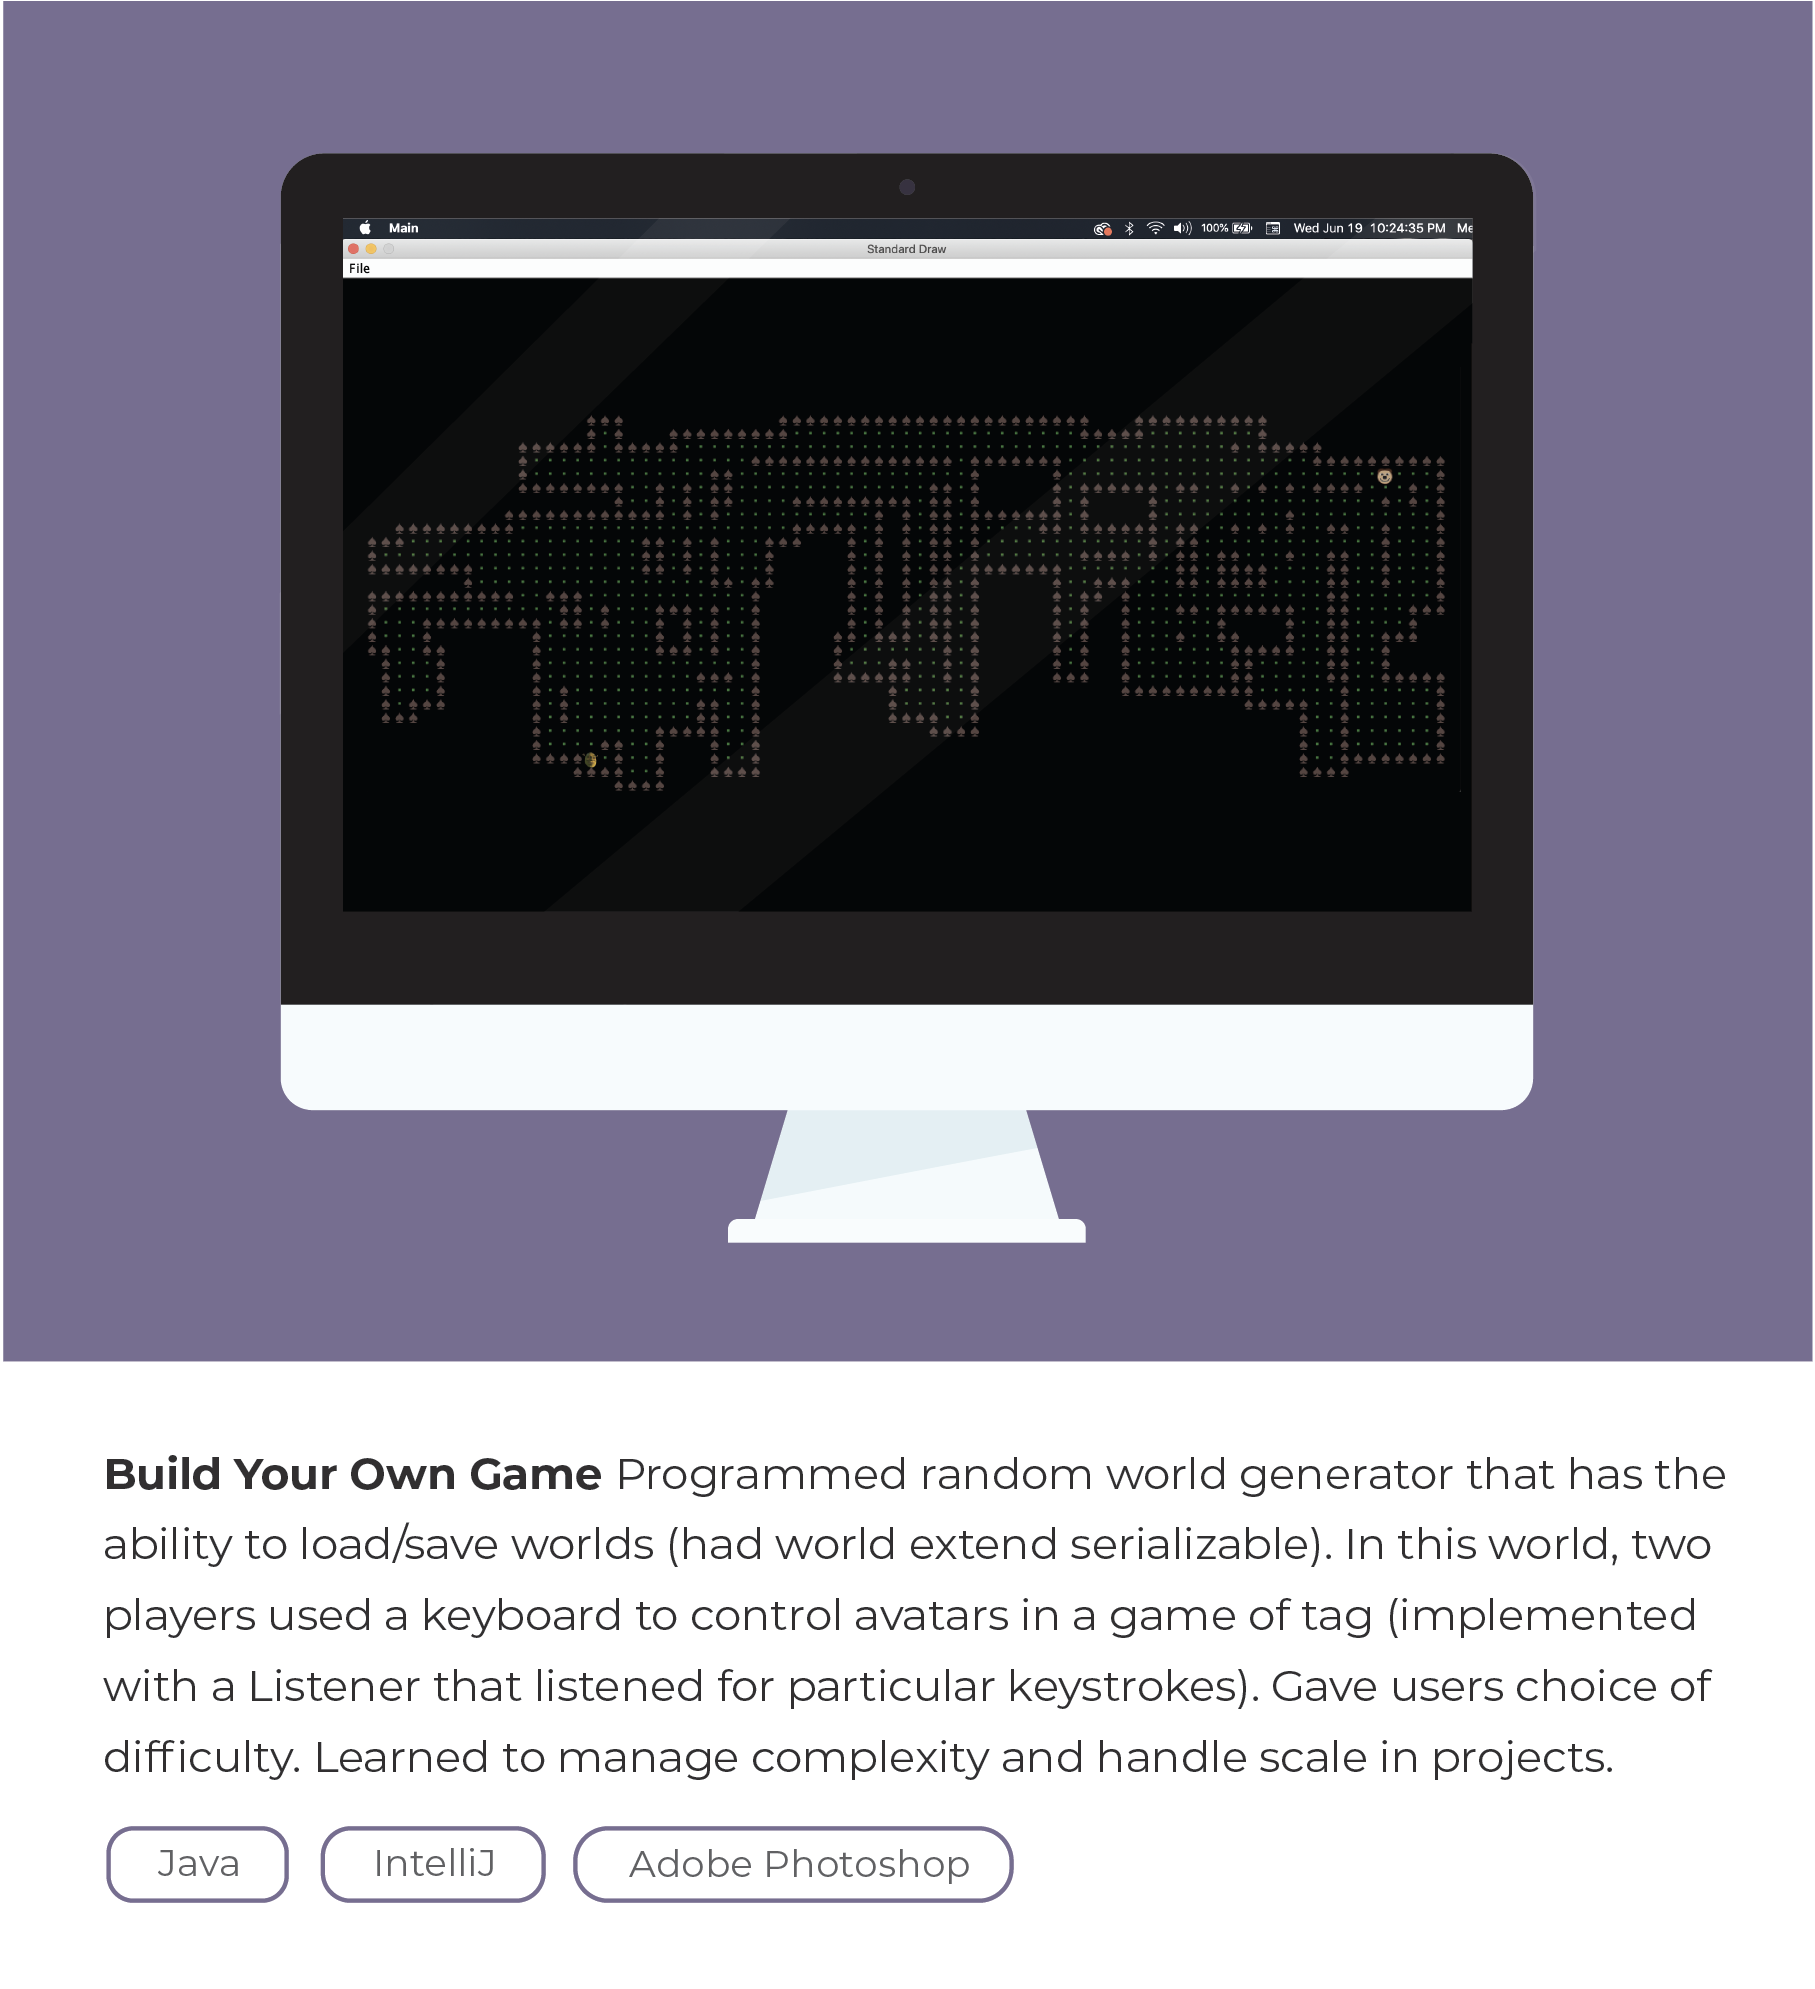 Main 100% Wed Jun 19 10:24:35 PM Me
Standard Draw
File
Build Your Own Game Programmed random world generator that has the
ability to load/save worlds (had world extend serializable). In this world, two
players used a keyboard to control avatars in a game of tag (implemented
with a Listener that listened for particular keystrokes). Gave users choice of
difficulty. Learned to manage complexity and handle scale in projects.
Java IntelliJ Adobe Photoshop